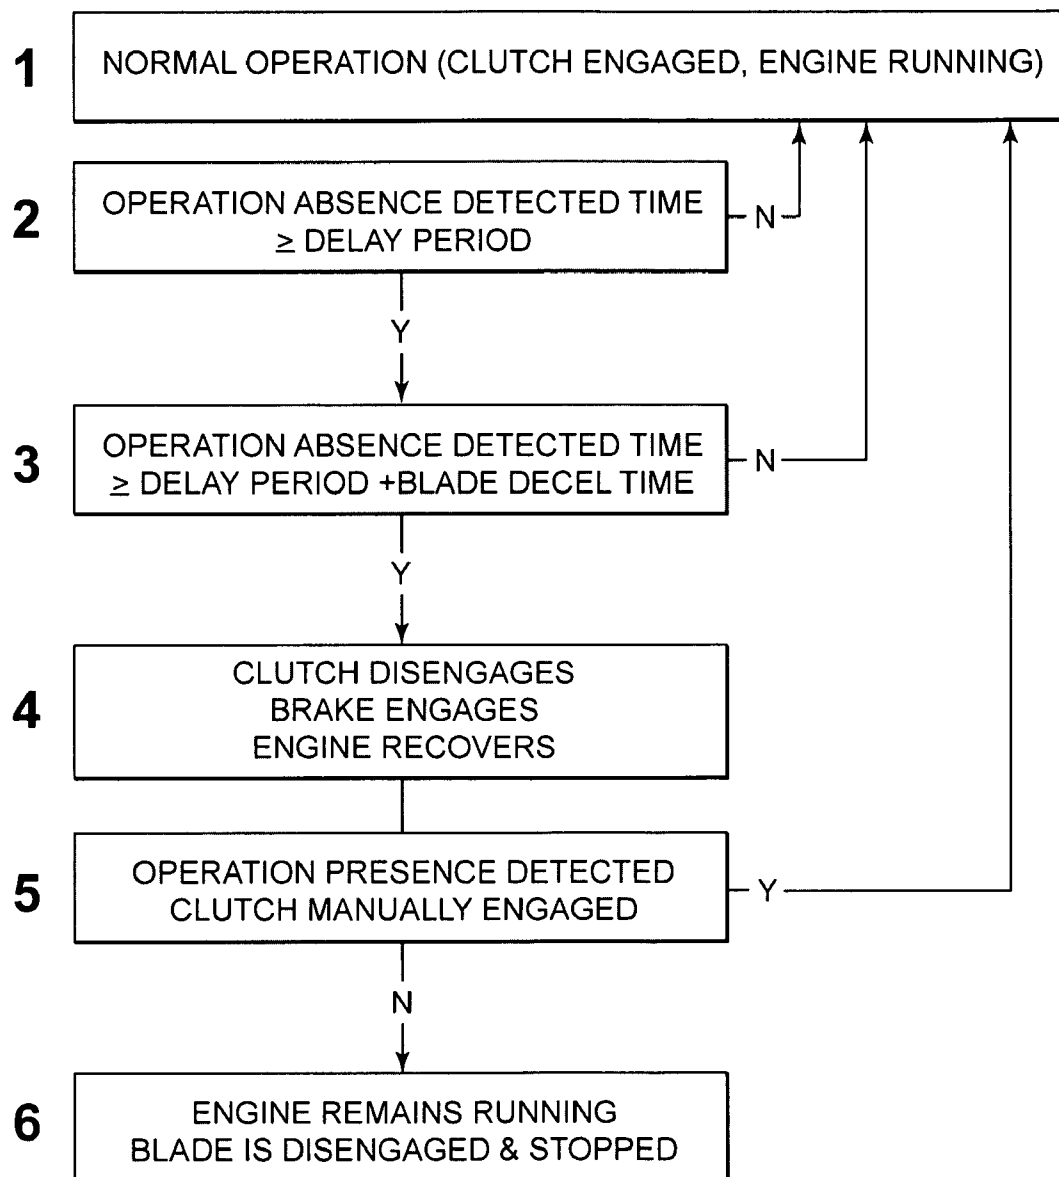 1
NORMAL OPERATION (CLUTCH ENGAGED, ENGINE RUNNING)
2
OPERATION ABSENCE DETECTED TIME
≥ DELAY PERIOD
N
Y
3
OPERATION ABSENCE DETECTED TIME
≥ DELAY PERIOD +BLADE DECEL TIME
N
Y
4
CLUTCH DISENGAGES
BRAKE ENGAGES
ENGINE RECOVERS
5
OPERATION PRESENCE DETECTED
CLUTCH MANUALLY ENGAGED
Y
N
6
ENGINE REMAINS RUNNING
BLADE IS DISENGAGED & STOPPED